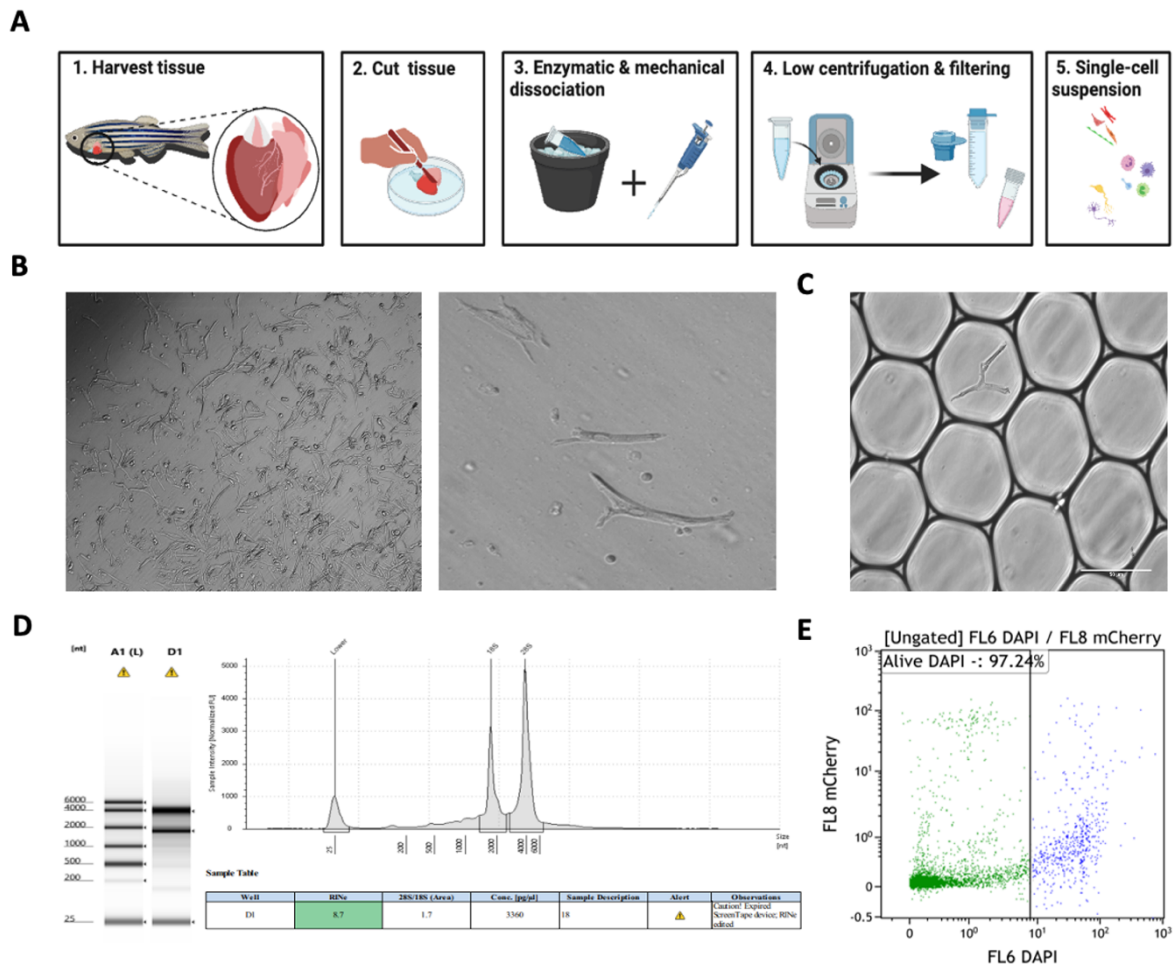 A
1. Harvest tissue
2. Cut tissue
3. Enzymatic & mechanical
dissociation
4. Low centrifugation & filtering
5. Single-cell
suspension
B
C
D
[nt]
A1 (L)
D1
6000
4000
2000
1000
500
200
25
Sample Intensity [Normalized FU]
5000
4000
3000
2000
1000
0
Lower
18S
28S
25
200
500
1000
2000
4000
6000
Size
[nt]
Sample Table
Well RINe 28S/18S (Area) Conc. [pg/µl] Sample Description Alert Observations
D1 8.7 1.7 3360 18 Caution! Expired
ScreenTape device; RINe
edited
E
[Ungated] FL6 DAPI / FL8 mCherry
Alive DAPI -: 97.24%
FL8 mCherry
10³
10²
10¹
10⁰
0
-0.5
0
10⁰
10¹
10²
10³
FL6 DAPI